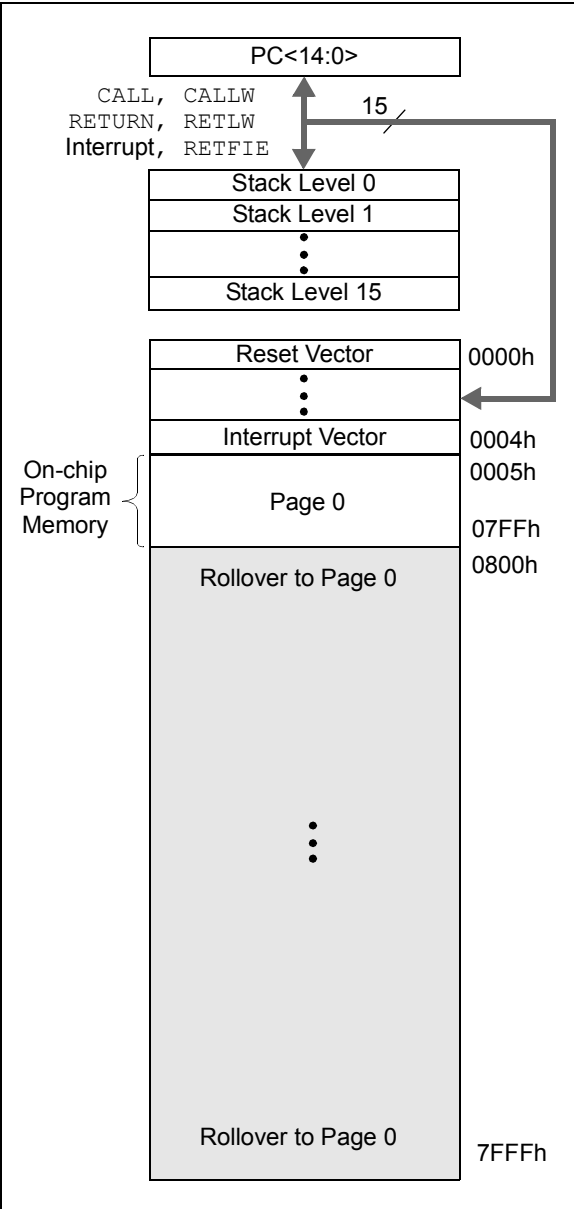 PC<14:0>
CALL, CALLW
RETURN, RETLW
Interrupt, RETFIE
15
Stack Level 0
Stack Level 1
Stack Level 15
Reset Vector
0000h
Interrupt Vector
0004h
On-chip
Program
Memory
Page 0
0005h
07FFh
Rollover to Page 0
0800h
Rollover to Page 0
7FFFh